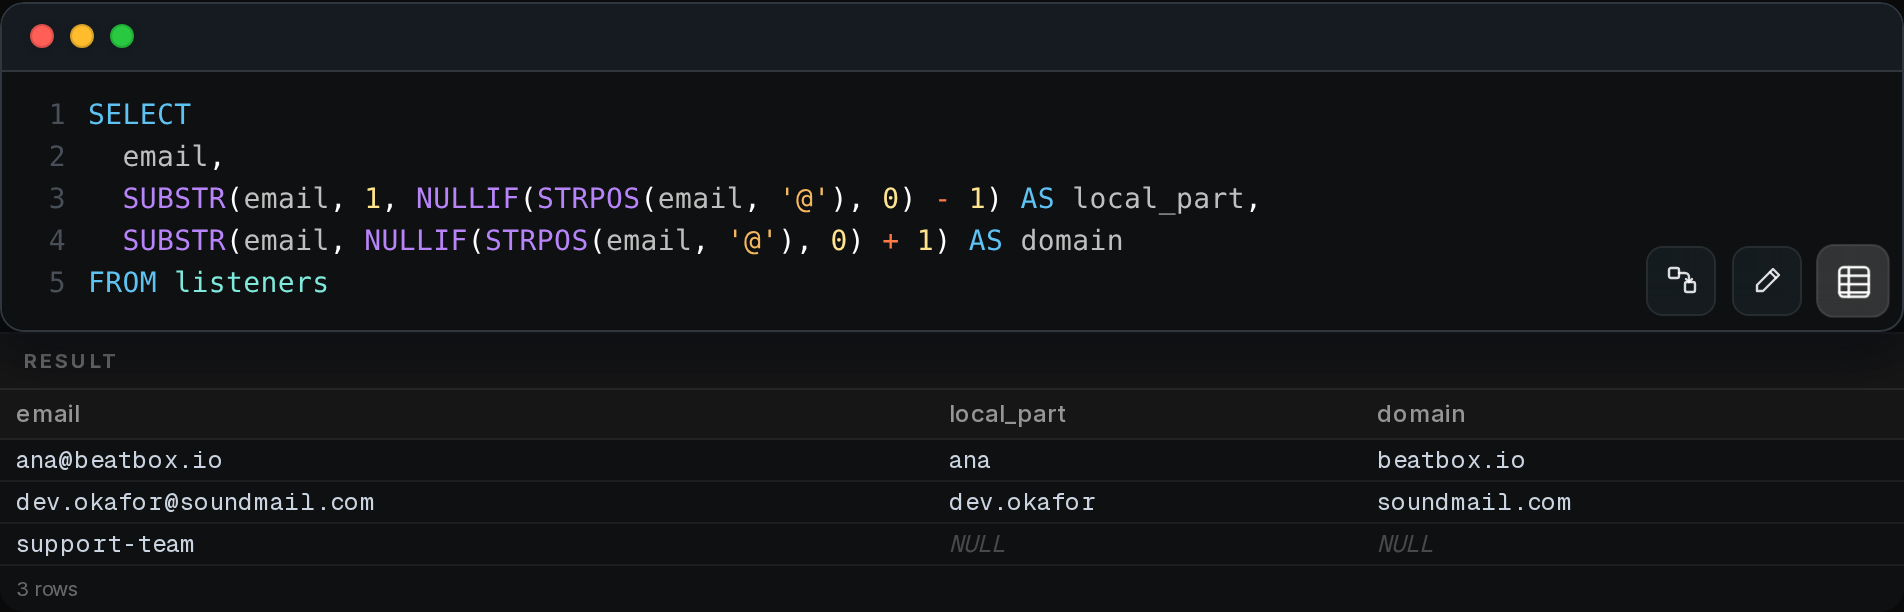 1 SELECT
2   email,
3   SUBSTR(email, 1, NULLIF(STRPOS(email, '@'), 0) - 1) AS local_part,
4   SUBSTR(email, NULLIF(STRPOS(email, '@'), 0) + 1) AS domain
5 FROM listeners
RESULT
email local_part domain
ana@beatbox.io ana beatbox.io
dev.okafor@soundmail.com dev.okafor soundmail.com
support-team NULL NULL
3 rows